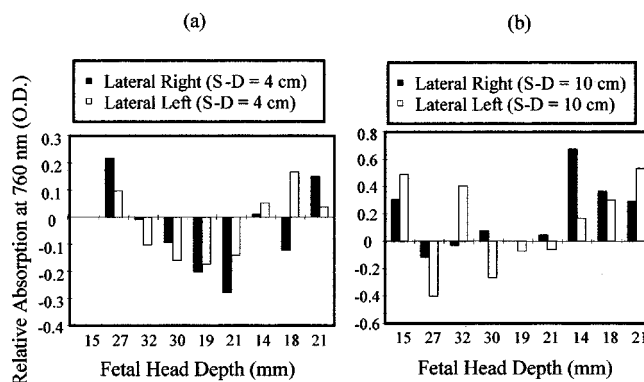 (a)
(b)
Lateral Right (S-D = 4 cm)
Lateral Left (S-D = 4 cm)
Lateral Right (S-D = 10 cm)
Lateral Left (S-D = 10 cm)
Relative Absorption at 760 nm (O.D.)
0.3
0.2
0.1
-0.1
-0.2
-0.3
-0.4
15 27 32 30 19 21 14 18 21
Fetal Head Depth (mm)
0.8
0.6
0.4
0.2
0
-0.2
-0.4
-0.6
15 27 32 30 19 21 14 18 21
Fetal Head Depth (mm)